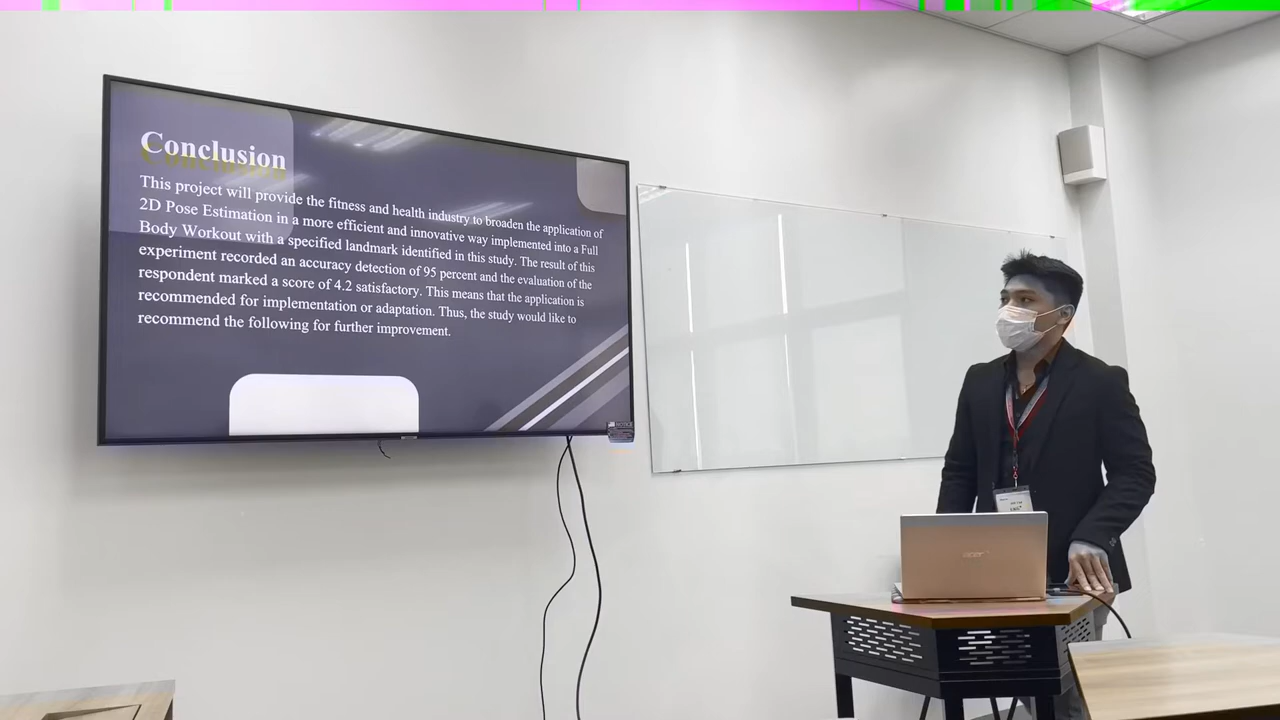 Conclusion
This project will provide the fitness and health industry to broaden the application of
2D Pose Estimation in a more efficient and innovative way implemented into a Full
Body Workout with a specified landmark identified in this study. The result of this
experiment recorded an accuracy detection of 95 percent and the evaluation of the
respondent marked a score of 4.2 satisfactory. This means that the application is
recommended for implementation or adaptation. Thus, the study would like to
recommend the following for further improvement.
acer